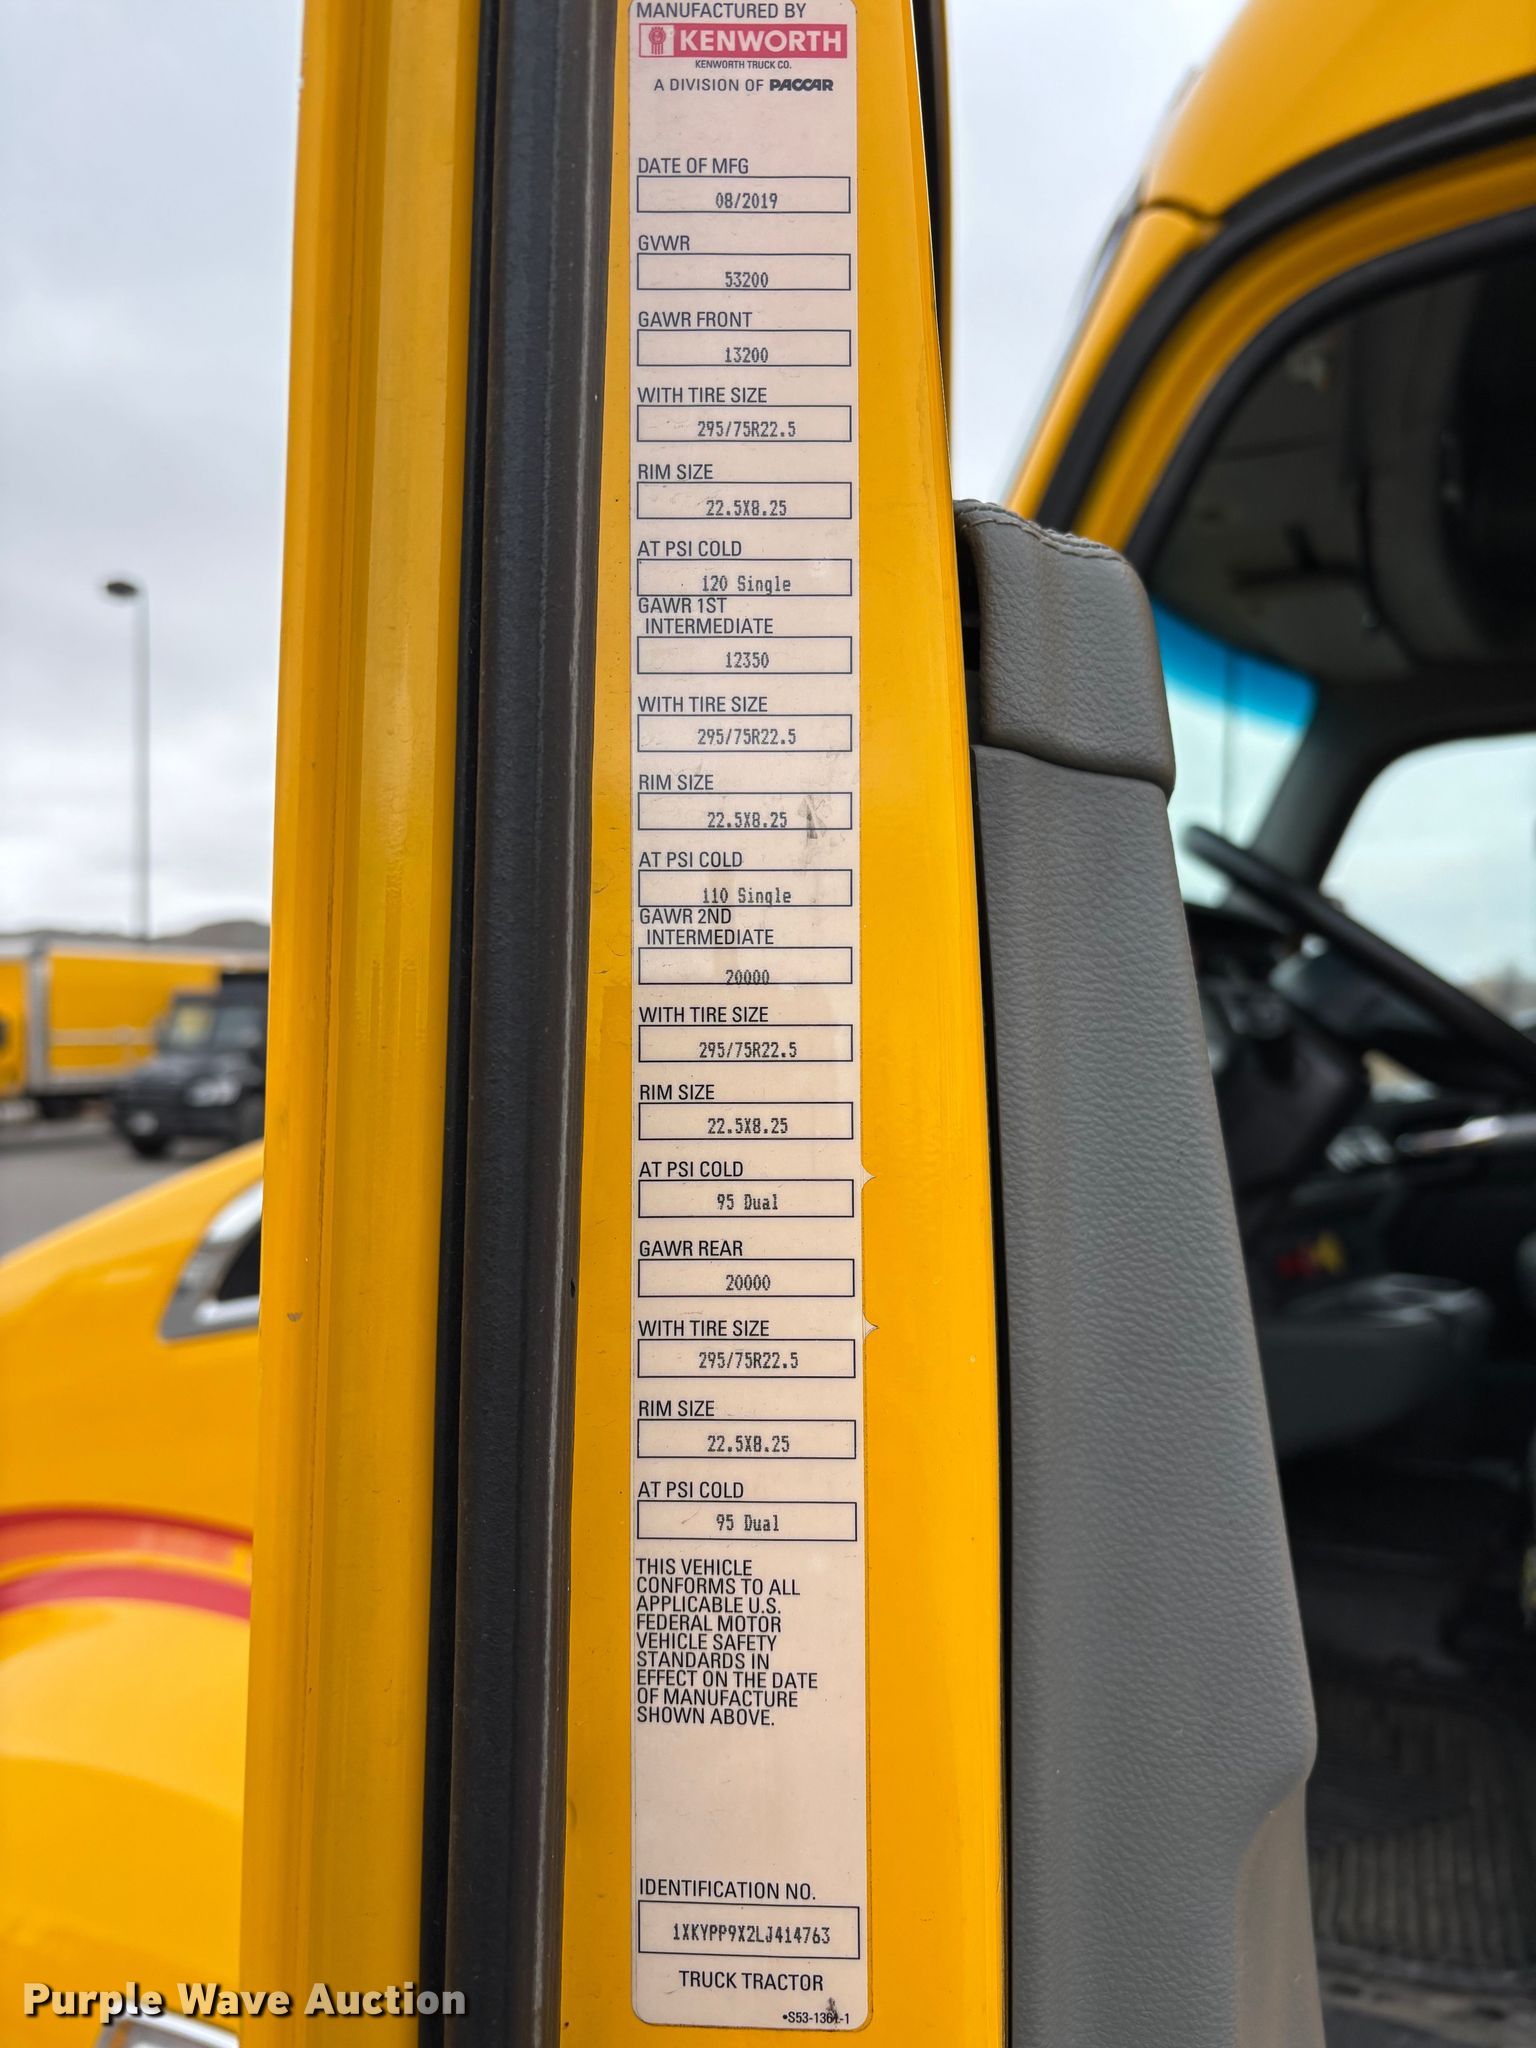 MANUFACTURED BY
KENWORTH
KENWORTH TRUCK CO.
A DIVISION OF PACCAR
DATE OF MFG
08/2019
GVWR
53200
GAWR FRONT
13200
WITH TIRE SIZE
295/75R22.5
RIM SIZE
22.5X8.25
AT PSI COLD
120 Single
GAWR 1ST
INTERMEDIATE
12350
WITH TIRE SIZE
295/75R22.5
RIM SIZE
22.5X8.25
AT PSI COLD
110 Single
GAWR 2ND
INTERMEDIATE
20000
WITH TIRE SIZE
295/75R22.5
RIM SIZE
22.5X8.25
AT PSI COLD
95 Dual
GAWR REAR
20000
WITH TIRE SIZE
295/75R22.5
RIM SIZE
22.5X8.25
AT PSI COLD
95 Dual
THIS VEHICLE
CONFORMS TO ALL
APPLICABLE U.S.
FEDERAL MOTOR
VEHICLE SAFETY
STANDARDS IN
EFFECT ON THE DATE
OF MANUFACTURE
SHOWN ABOVE.
IDENTIFICATION NO.
1XKYPP9X2LJ414763
TRUCK TRACTOR
•S53-1361-1
Purple Wave Auction